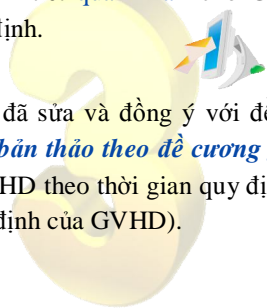 định.
đã sửa và đồng ý với đề
bản thảo theo đề cương
HD theo thời gian quy đị
định của GVHD).